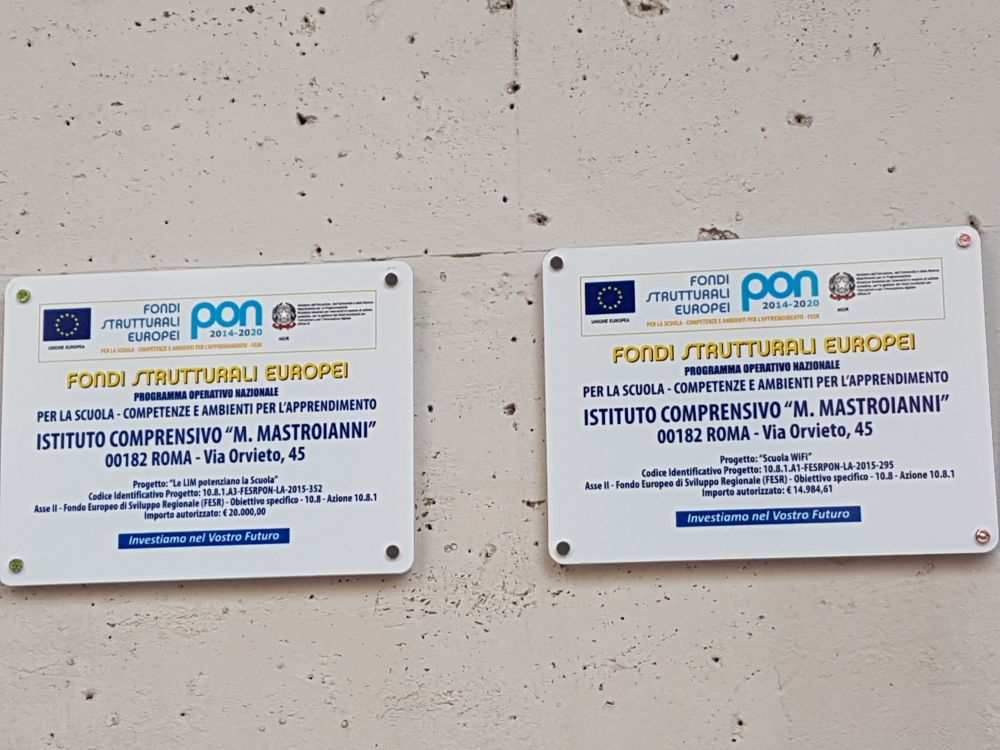 UNIONE EUROPEA
FONDI
STRUTTURALI
EUROPEI
pon
2014-2020
MIUR
PER LA SCUOLA - COMPETENZE E AMBIENTI PER L'APPRENDIMENTO - FESR
FONDI STRUTTURALI EUROPEI
PROGRAMMA OPERATIVO NAZIONALE
PER LA SCUOLA - COMPETENZE E AMBIENTI PER L'APPRENDIMENTO
ISTITUTO COMPRENSIVO “M. MASTROIANNI”
00182 ROMA - Via Orvieto, 45
Progetto: “Le LIM potenziano la Scuola”
Codice Identificativo Progetto: 10.8.1.A3-FESRPON-LA-2015-352
Asse II - Fondo Europeo di Sviluppo Regionale (FESR) - Obiettivo specifico - 10.8 - Azione 10.8.1
Importo autorizzato: € 20.000,00
Investiamo nel Vostro Futuro
UNIONE EUROPEA
FONDI
STRUTTURALI
EUROPEI
pon
2014-2020
MIUR
PER LA SCUOLA - COMPETENZE E AMBIENTI PER L'APPRENDIMENTO - FESR
FONDI STRUTTURALI EUROPEI
PROGRAMMA OPERATIVO NAZIONALE
PER LA SCUOLA - COMPETENZE E AMBIENTI PER L'APPRENDIMENTO
ISTITUTO COMPRENSIVO “M. MASTROIANNI”
00182 ROMA - Via Orvieto, 45
Progetto: “Scuola WiFi”
Codice Identificativo Progetto: 10.8.1.A1-FESRPON-LA-2015-295
Asse II - Fondo Europeo di Sviluppo Regionale (FESR) - Obiettivo specifico - 10.8 - Azione 10.8.1
Importo autorizzato: € 14.984,61
Investiamo nel Vostro Futuro